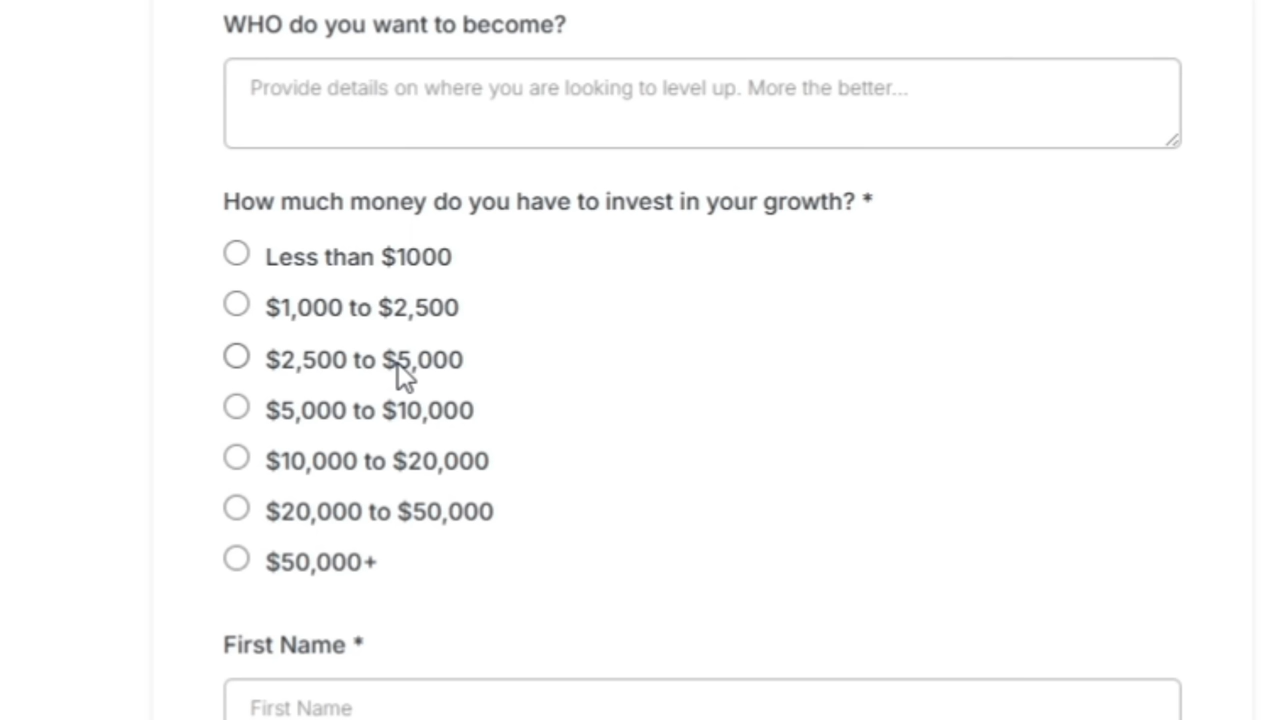 WHO do you want to become?
Provide details on where you are looking to level up. More the better...
How much money do you have to invest in your growth? *
Less than $1000
$1,000 to $2,500
$2,500 to $5,000
$5,000 to $10,000
$10,000 to $20,000
$20,000 to $50,000
$50,000+
First Name *
First Name